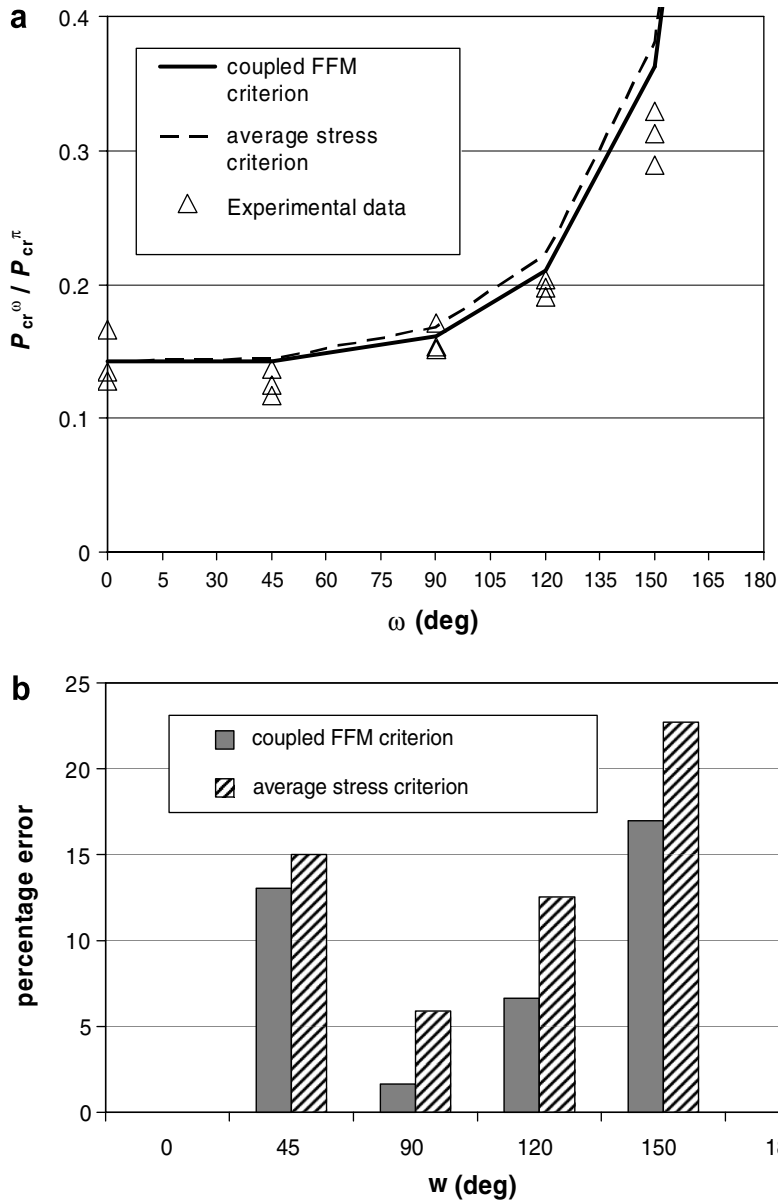 a
0.4
0.3
0.2
0.1
0
P_cr^ω / P_cr^π
coupled FFM
criterion
average stress
criterion
Experimental data
0 5 30 45 60 75 90 105 120 135 150 165 180
ω (deg)
b
25
20
15
10
5
0
percentage error
coupled FFM criterion
average stress criterion
0 45 90 120 150 18
w (deg)